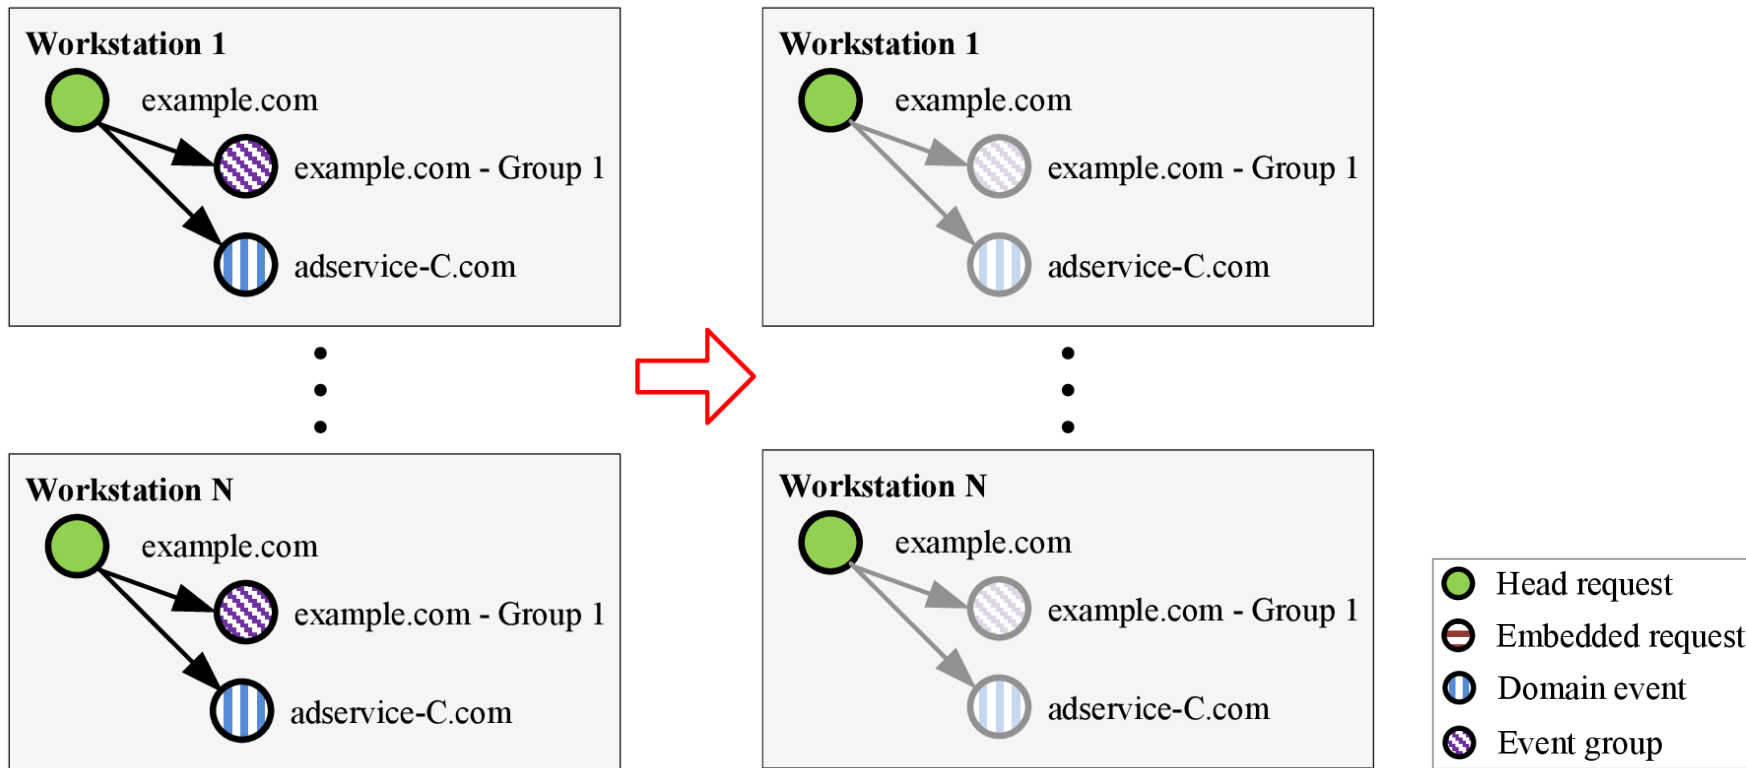 Workstation 1
example.com
example.com - Group 1
adservice-C.com
Workstation N
example.com
example.com - Group 1
adservice-C.com
Workstation 1
example.com
example.com - Group 1
adservice-C.com
Workstation N
example.com
example.com - Group 1
adservice-C.com
Head request
Embedded request
Domain event
Event group